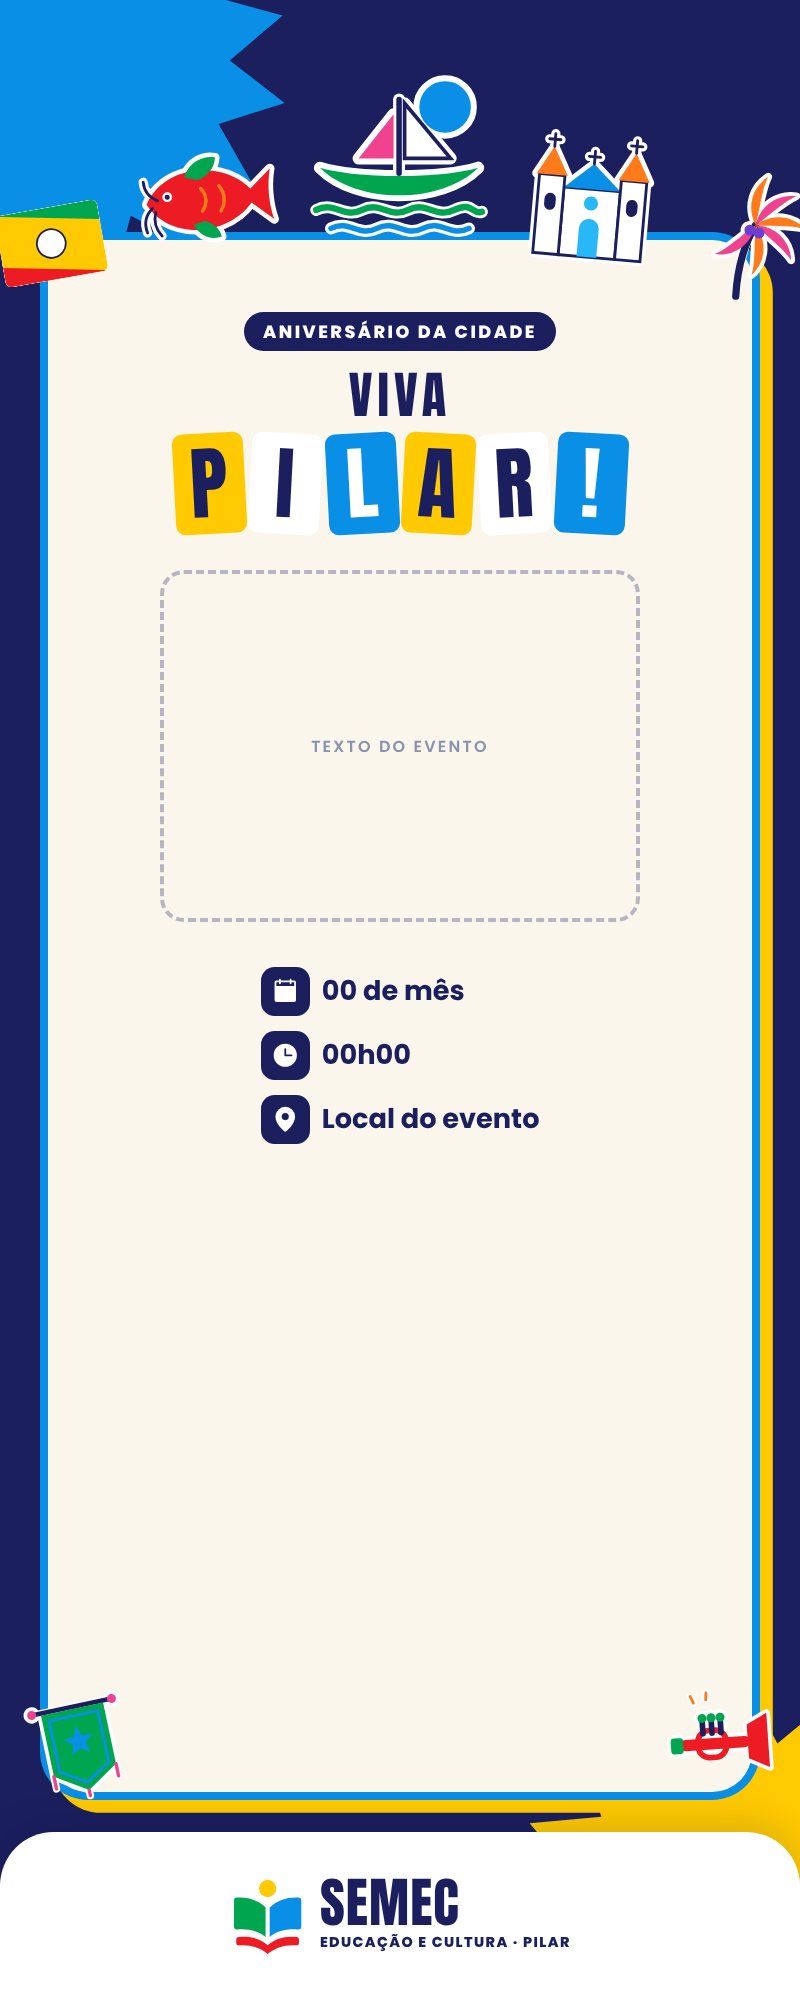 ANIVERSÁRIO DA CIDADE
VIVA
PILAR!
TEXTO DO EVENTO
00 de mês
00h00
Local do evento
SEMEC
EDUCAÇÃO E CULTURA · PILAR